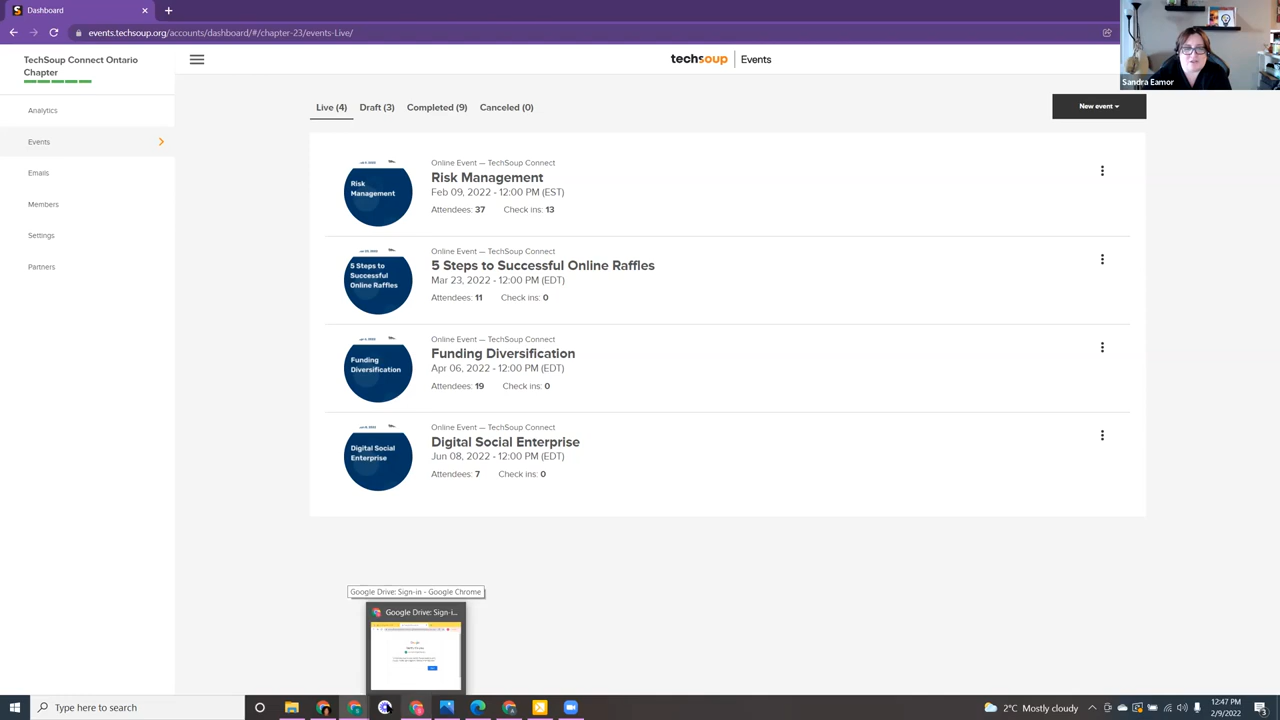 Dashboard
events.techsoup.org/accounts/dashboard/#/chapter-23/events-Live/
Sandra Eamor
TechSoup Connect Ontario
Chapter
techsoup Events
Analytics
Events
Emails
Members
Settings
Partners
Live (4) Draft (3) Completed (9) Canceled (0)
New event
Risk
Management
Online Event — TechSoup Connect
Risk Management
Feb 09, 2022 - 12:00 PM (EST)
Attendees: 37 Check ins: 13
5 Steps to
Successful
Online Raffles
Online Event — TechSoup Connect
5 Steps to Successful Online Raffles
Mar 23, 2022 - 12:00 PM (EDT)
Attendees: 11 Check ins: 0
Funding
Diversification
Online Event — TechSoup Connect
Funding Diversification
Apr 06, 2022 - 12:00 PM (EDT)
Attendees: 19 Check ins: 0
Digital Social
Enterprise
Online Event — TechSoup Connect
Digital Social Enterprise
Jun 08, 2022 - 12:00 PM (EDT)
Attendees: 7 Check ins: 0
Google Drive: Sign-in - Google Chrome
Google Drive: Sign-i...
Type here to search
2°C Mostly cloudy
12:47 PM
2/9/2022